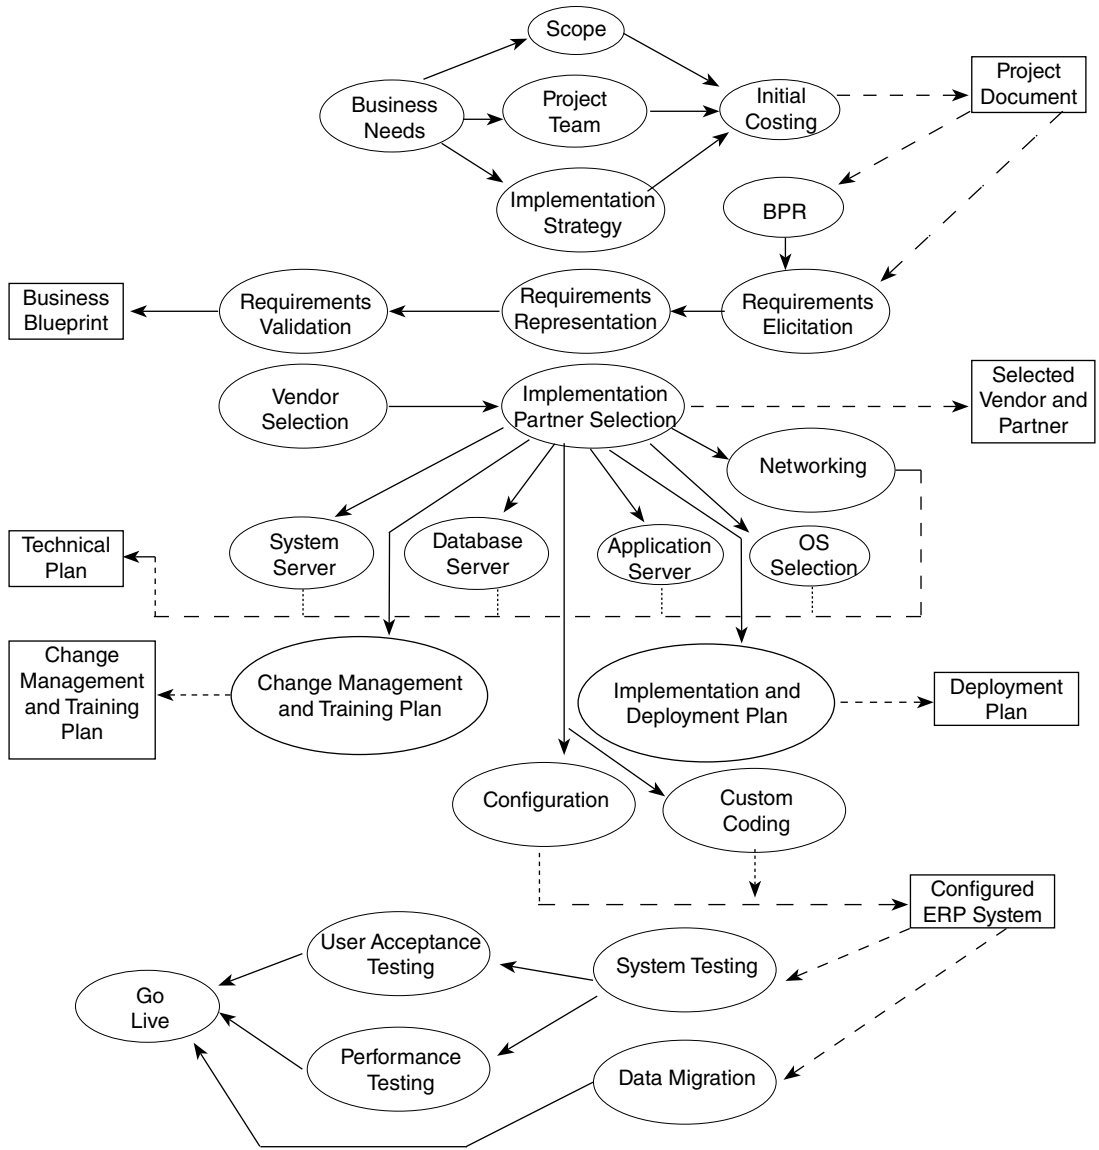 Scope
Project
Document
Business
Needs
Project
Team
Initial
Costing
Implementation
Strategy
BPR
Business
Blueprint
Requirements
Validation
Requirements
Representation
Requirements
Elicitation
Vendor
Selection
Implementation
Partner Selection
Selected
Vendor and
Partner
Networking
Technical
Plan
System
Server
Database
Server
Application
Server
OS
Selection
Change
Management
and Training
Plan
Change Management
and Training Plan
Implementation and
Deployment Plan
Deployment
Plan
Configuration
Custom
Coding
Configured
ERP System
User Acceptance
Testing
System Testing
Go
Live
Performance
Testing
Data Migration